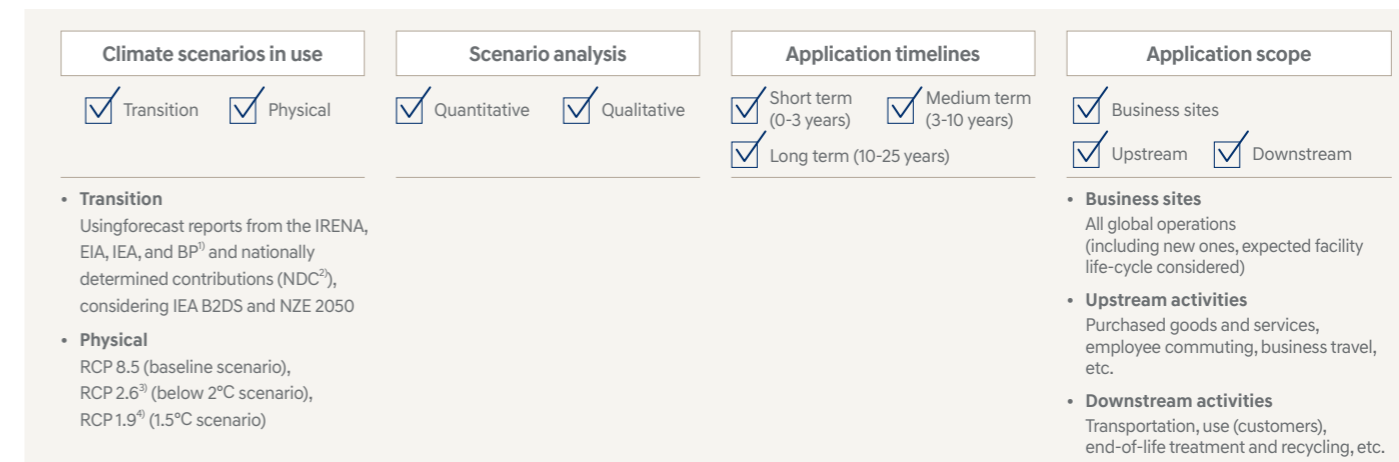 Climate scenarios in use
Transition
Physical
• Transition
Usingforecast reports from the IRENA,
EIA, IEA, and BP1) and nationally
determined contributions (NDC2)),
considering IEA B2DS and NZE 2050
• Physical
RCP 8.5 (baseline scenario),
RCP 2.63) (below 2°C scenario),
RCP 1.94) (1.5°C scenario)
Scenario analysis
Quantitative
Qualitative
Application timelines
Short term
(0-3 years)
Medium term
(3-10 years)
Long term (10-25 years)
Application scope
Business sites
Upstream
Downstream
• Business sites
All global operations
(including new ones, expected facility
life-cycle considered)
• Upstream activities
Purchased goods and services,
employee commuting, business travel,
etc.
• Downstream activities
Transportation, use (customers),
end-of-life treatment and recycling, etc.